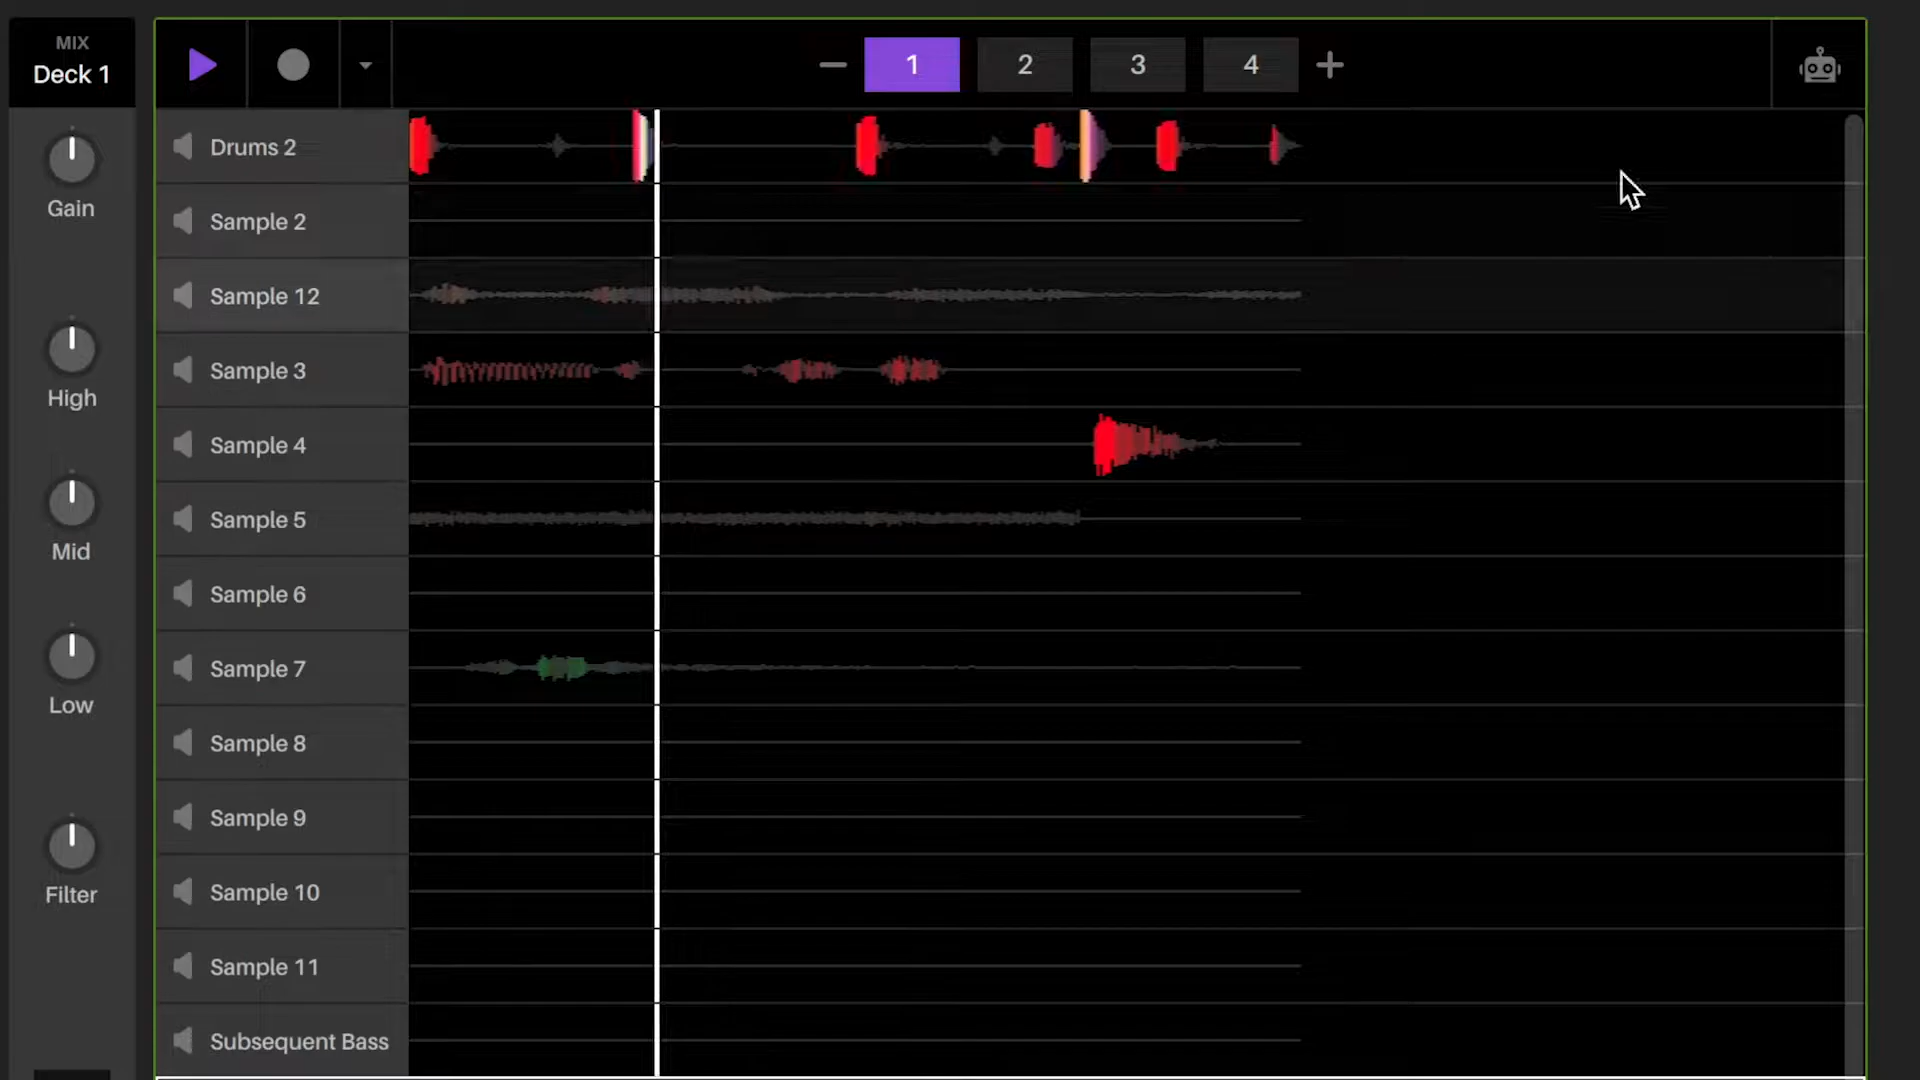 MIX
Deck 1
1
2
3
4
Gain
High
Mid
Low
Filter
Drums 2
Sample 2
Sample 12
Sample 3
Sample 4
Sample 5
Sample 6
Sample 7
Sample 8
Sample 9
Sample 10
Sample 11
Subsequent Bass